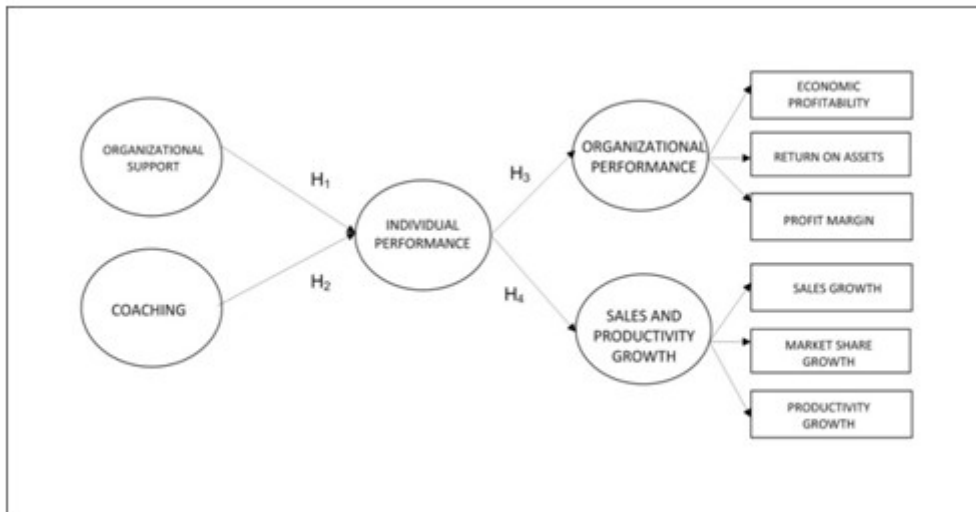 ORGANIZATIONAL
SUPPORT
COACHING
H₁
H₂
INDIVIDUAL
PERFORMANCE
H₃
H₄
ORGANIZATIONAL
PERFORMANCE
SALES AND
PRODUCTIVITY
GROWTH
ECONOMIC
PROFITABILITY
RETURN ON ASSETS
PROFIT MARGIN
SALES GROWTH
MARKET SHARE
GROWTH
PRODUCTIVITY
GROWTH